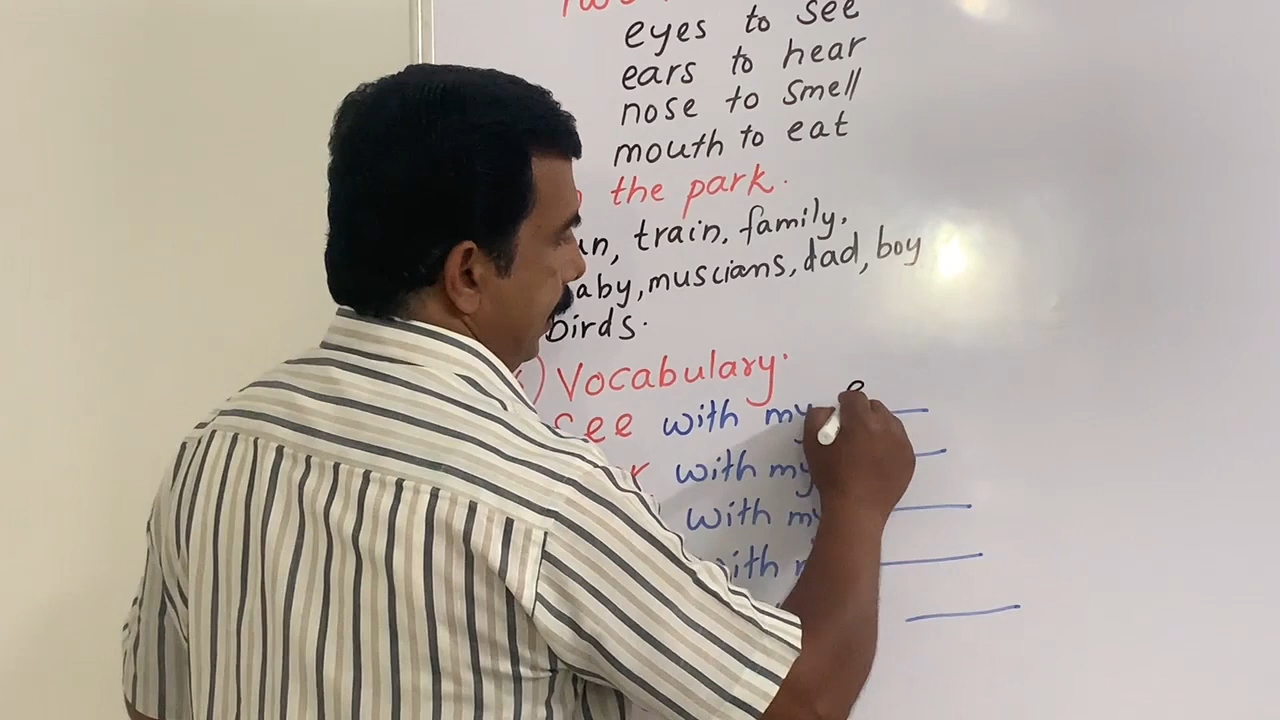 eyes to see
ears to hear
nose to smell
mouth to eat
the park.
train, family,
muscians, dad, boy
birds.
Vocabulary.
See with my e
with my
with my
with